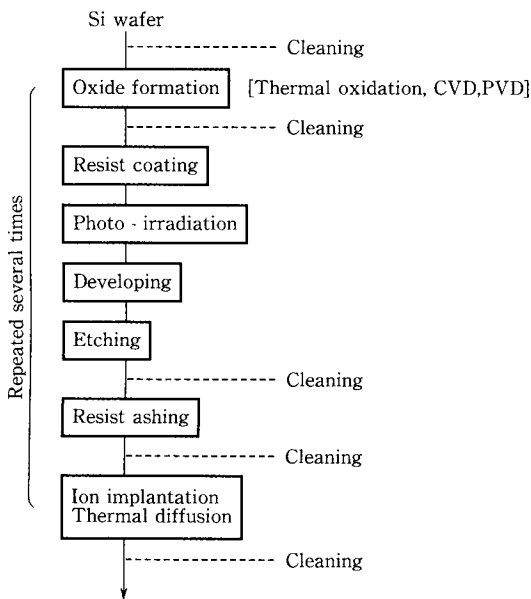 Si wafer
Cleaning
Oxide formation [Thermal oxidation, CVD,PVD]
Cleaning
Resist coating
Photo - irradiation
Developing
Etching
Cleaning
Resist ashing
Cleaning
Ion implantation
Thermal diffusion
Cleaning
Repeated several times